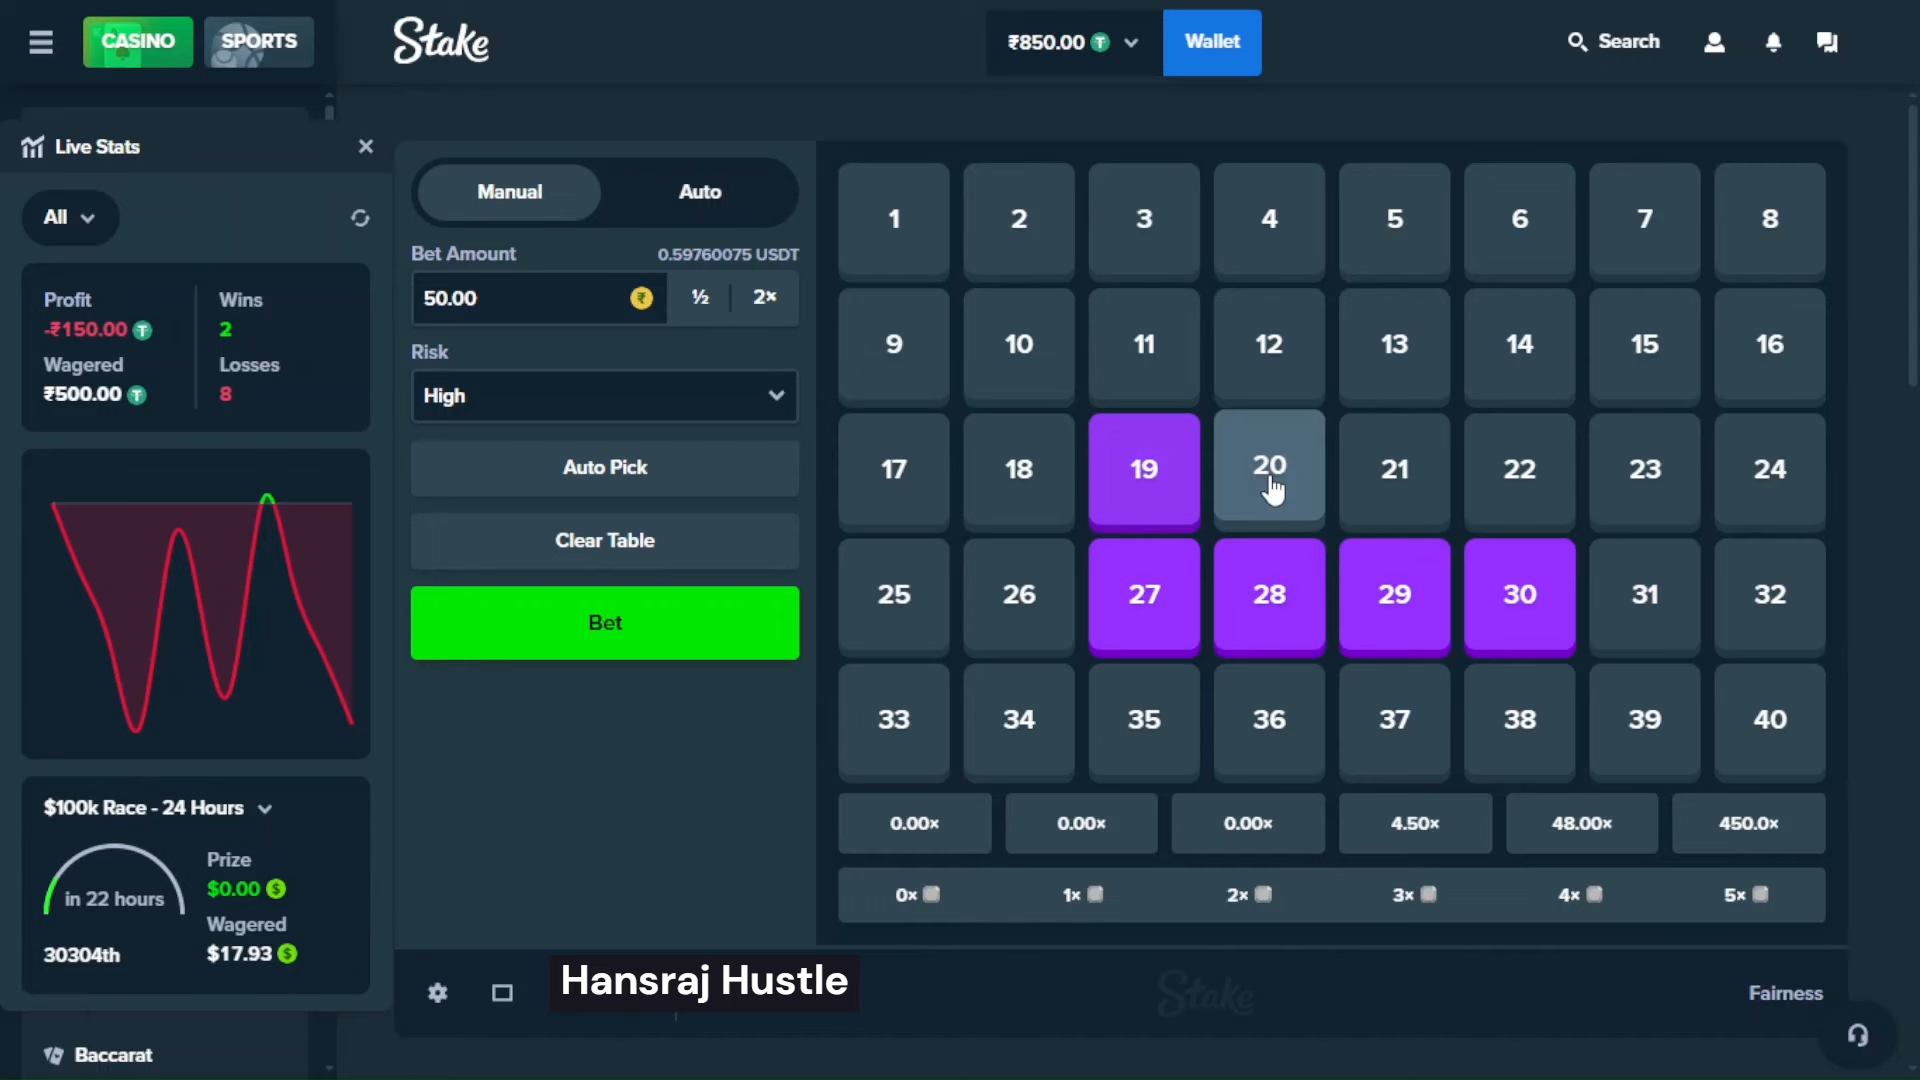 CASINO
SPORTS
Stake
₹850.00
Wallet
Search
Live Stats
All
Profit
-₹150.00
Wins
2
Wagered
₹500.00
Losses
8
$100k Race - 24 Hours
in 22 hours
30304th
Prize
$0.00
Wagered
$17.93
Baccarat
Manual
Auto
Bet Amount
0.59760075 USDT
50.00
½
2×
Risk
High
Auto Pick
Clear Table
Bet
1 2 3 4 5 6 7 8
9 10 11 12 13 14 15 16
17 18 19 20 21 22 23 24
25 26 27 28 29 30 31 32
33 34 35 36 37 38 39 40
0.00× 0.00× 0.00× 4.50× 48.00× 450.0×
0× 1× 2× 3× 4× 5×
Hansraj Hustle
Stake
Fairness